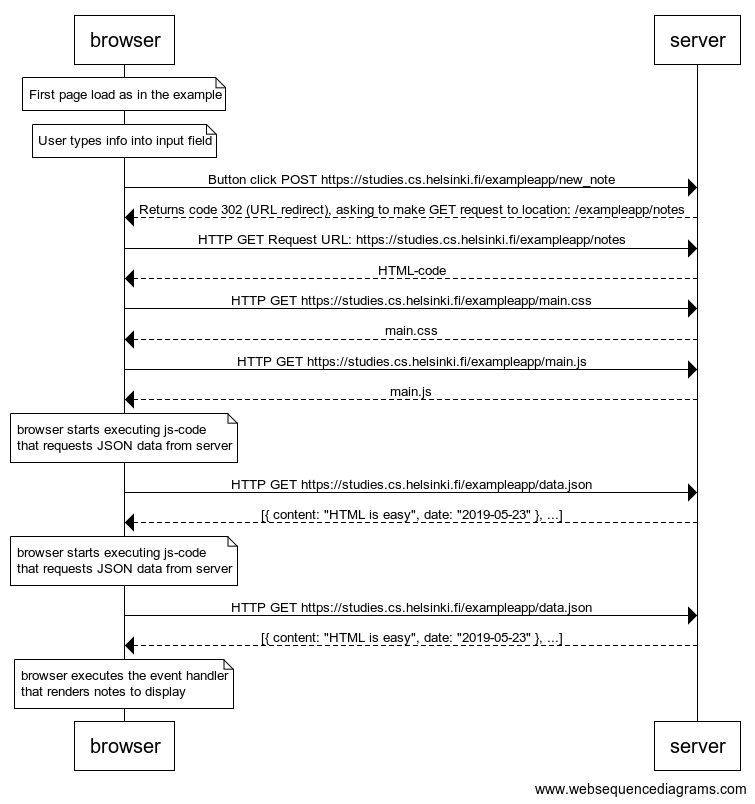 browser
server
First page load as in the example
User types info into input field
Button click POST https://studies.cs.helsinki.fi/exampleapp/new_note
Returns code 302 (URL redirect), asking to make GET request to location: /exampleapp/notes
HTTP GET Request URL: https://studies.cs.helsinki.fi/exampleapp/notes
HTML-code
HTTP GET https://studies.cs.helsinki.fi/exampleapp/main.css
main.css
HTTP GET https://studies.cs.helsinki.fi/exampleapp/main.js
main.js
browser starts executing js-code
that requests JSON data from server
HTTP GET https://studies.cs.helsinki.fi/exampleapp/data.json
[{ content: "HTML is easy", date: "2019-05-23" }, ...]
browser starts executing js-code
that requests JSON data from server
HTTP GET https://studies.cs.helsinki.fi/exampleapp/data.json
[{ content: "HTML is easy", date: "2019-05-23" }, ...]
browser executes the event handler
that renders notes to display
browser
server
www.websequencediagrams.com